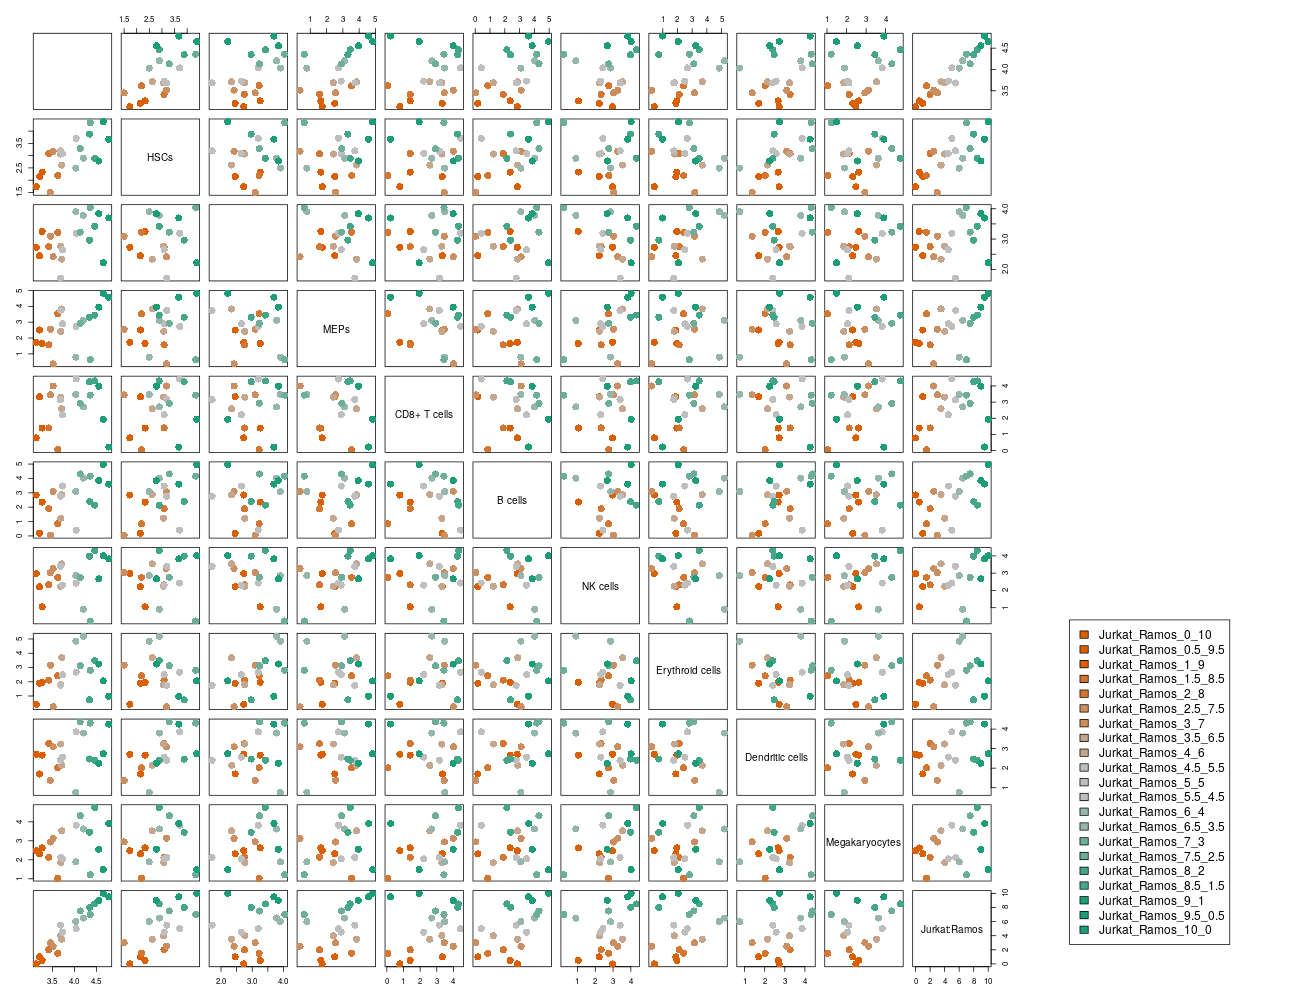 1.5 2.5 3.5 1 2 3 4 5 0 1 2 3 4 5 1 2 3 4 5 1 2 3 4
3.5 4.0 4.5
HSCs
1.5 2.5 3.5
2.0 3.0 4.0
MEPs
1 2 3 4 5
CD8+ T cells
0 1 2 3 4
B cells
0 1 2 3 4 5
NK cells
1 2 3 4
Erythroid cells
1 2 3 4 5
Dendritic cells
1 2 3 4
Megakaryocytes
1 2 3 4
JurkatRamos
0 2 4 6 8 10
3.5 4.0 4.5 2.0 3.0 4.0 0 1 2 3 4 1 2 3 4 1 2 3 4 0 2 4 6 8 10
Jurkat_Ramos_0_10
Jurkat_Ramos_0.5_9.5
Jurkat_Ramos_1_9
Jurkat_Ramos_1.5_8.5
Jurkat_Ramos_2_8
Jurkat_Ramos_2.5_7.5
Jurkat_Ramos_3_7
Jurkat_Ramos_3.5_6.5
Jurkat_Ramos_4_6
Jurkat_Ramos_4.5_5.5
Jurkat_Ramos_5_5
Jurkat_Ramos_5.5_4.5
Jurkat_Ramos_6_4
Jurkat_Ramos_6.5_3.5
Jurkat_Ramos_7_3
Jurkat_Ramos_7.5_2.5
Jurkat_Ramos_8_2
Jurkat_Ramos_8.5_1.5
Jurkat_Ramos_9_1
Jurkat_Ramos_9.5_0.5
Jurkat_Ramos_10_0